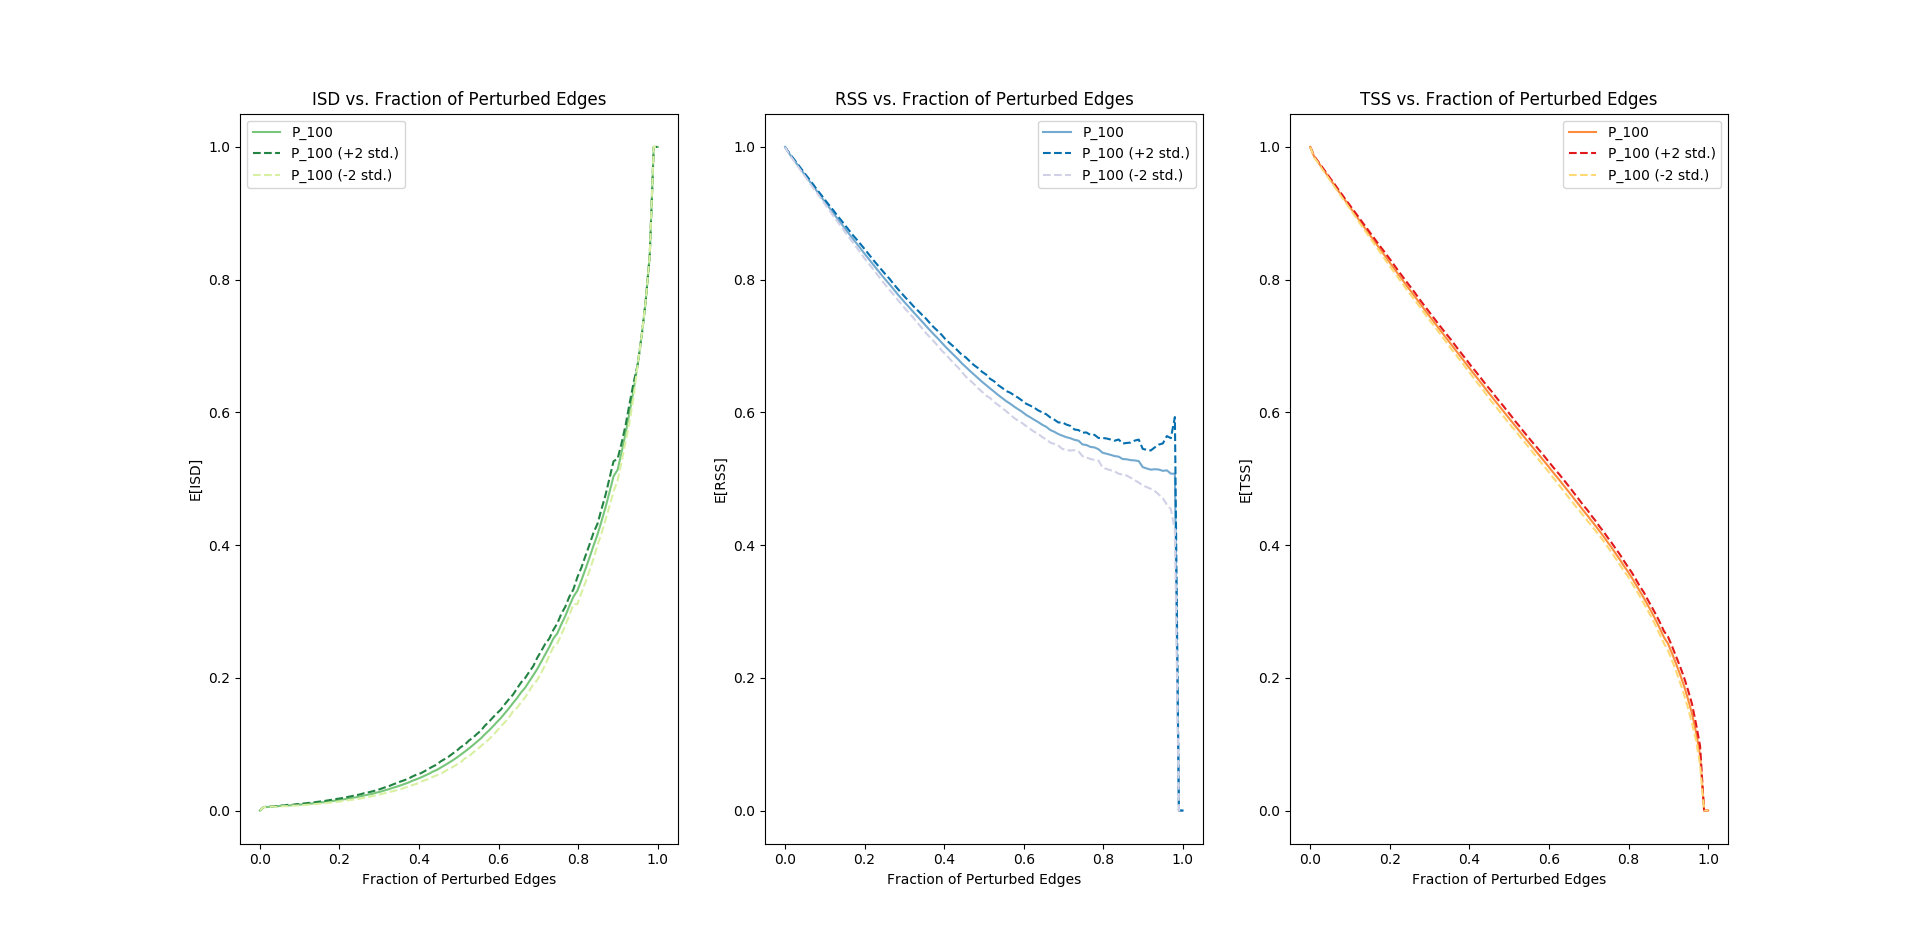 ISD vs. Fraction of Perturbed Edges
P_100
P_100 (+2 std.)
P_100 (-2 std.)
1.0
0.8
0.6
0.4
0.2
0.0
E[ISD]
0.0 0.2 0.4 0.6 0.8 1.0
Fraction of Perturbed Edges
RSS vs. Fraction of Perturbed Edges
P_100
P_100 (+2 std.)
P_100 (-2 std.)
1.0
0.8
0.6
0.4
0.2
0.0
E[RSS]
0.0 0.2 0.4 0.6 0.8 1.0
Fraction of Perturbed Edges
TSS vs. Fraction of Perturbed Edges
P_100
P_100 (+2 std.)
P_100 (-2 std.)
1.0
0.8
0.6
0.4
0.2
0.0
E[TSS]
0.0 0.2 0.4 0.6 0.8 1.0
Fraction of Perturbed Edges